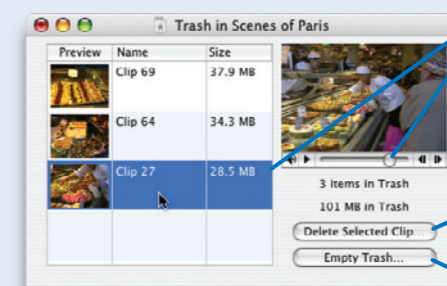 Trash in Scenes of Paris
Preview Name Size
Clip 69 37.9 MB
Clip 64 34.3 MB
Clip 27 28.5 MB
3 items in Trash
101 MB in Trash
Delete Selected Clip...
Empty Trash...